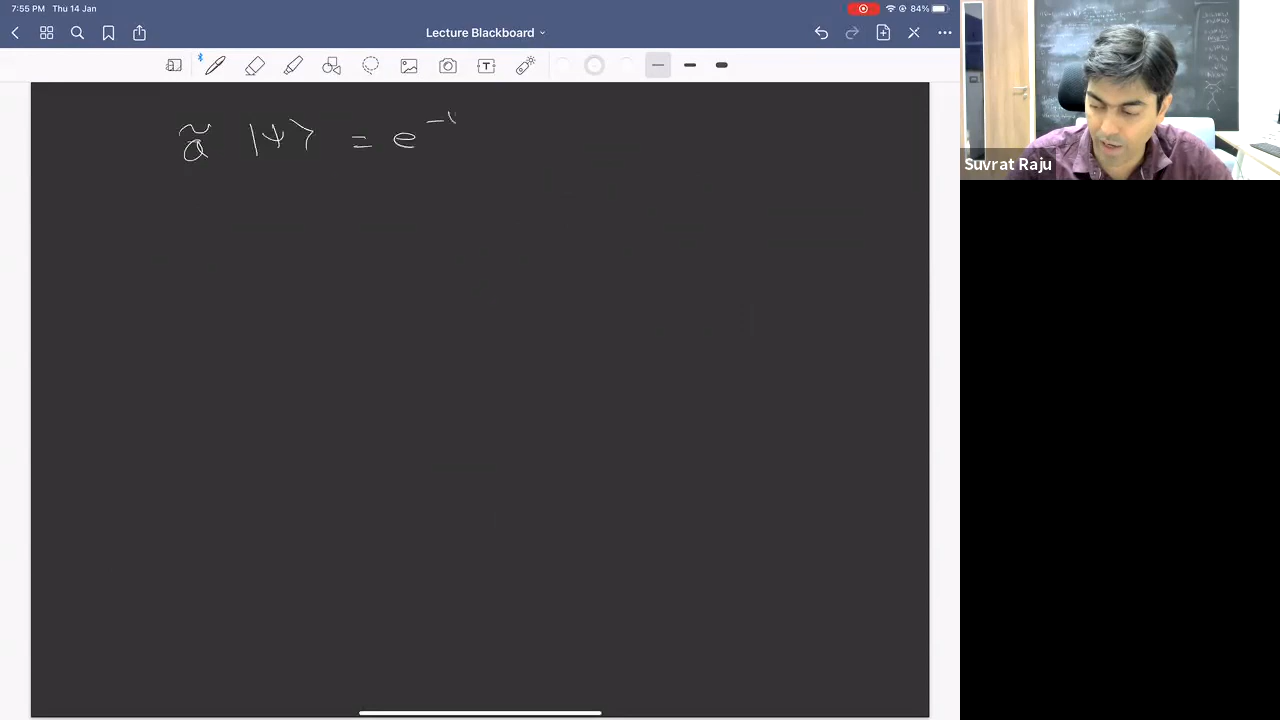 7:55 PM Thu 14 Jan
84%
Lecture Blackboard
T
ã |ψ⟩ = e^-
Suvrat Raju